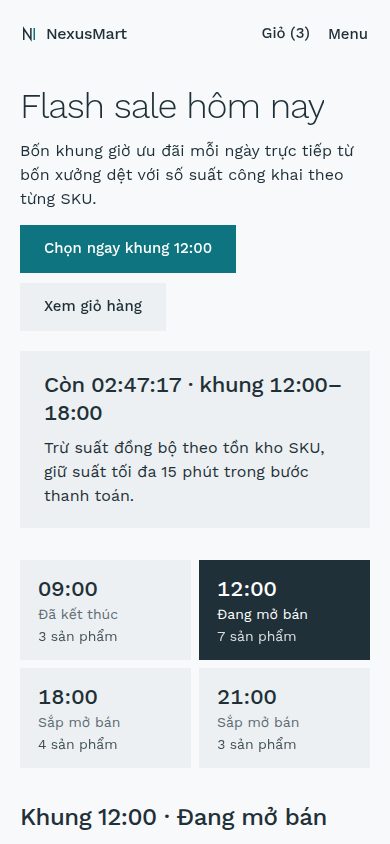 NexusMart
Giỏ (3)
Menu
Flash sale hôm nay
Bốn khung giờ ưu đãi mỗi ngày trực tiếp từ
bốn xưởng dệt với số suất công khai theo
từng SKU.
Chọn ngay khung 12:00
Xem giỏ hàng
Còn 02:47:17 · khung 12:00–
18:00
Trừ suất đồng bộ theo tồn kho SKU,
giữ suất tối đa 15 phút trong bước
thanh toán.
09:00
Đã kết thúc
3 sản phẩm
12:00
Đang mở bán
7 sản phẩm
18:00
Sắp mở bán
4 sản phẩm
21:00
Sắp mở bán
3 sản phẩm
Khung 12:00 · Đang mở bán